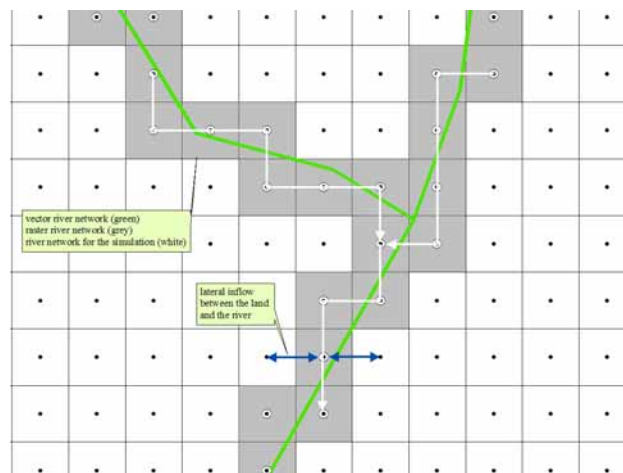 vector river network (green)
raster river network (grey)
river network for the simulation (white)
lateral inflow
between the land
and the river